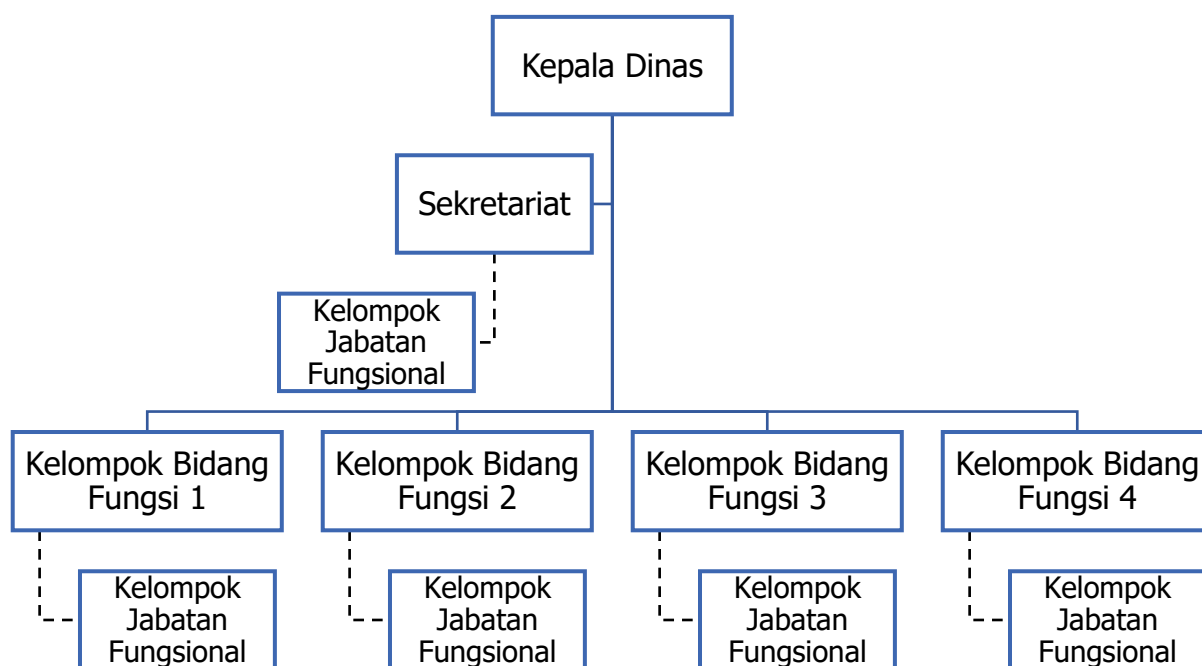 Kepala Dinas
Sekretariat
Kelompok
Jabatan
Fungsional
Kelompok Bidang
Fungsi 1
Kelompok Bidang
Fungsi 2
Kelompok Bidang
Fungsi 3
Kelompok Bidang
Fungsi 4
Kelompok
Jabatan
Fungsional
Kelompok
Jabatan
Fungsional
Kelompok
Jabatan
Fungsional
Kelompok
Jabatan
Fungsional